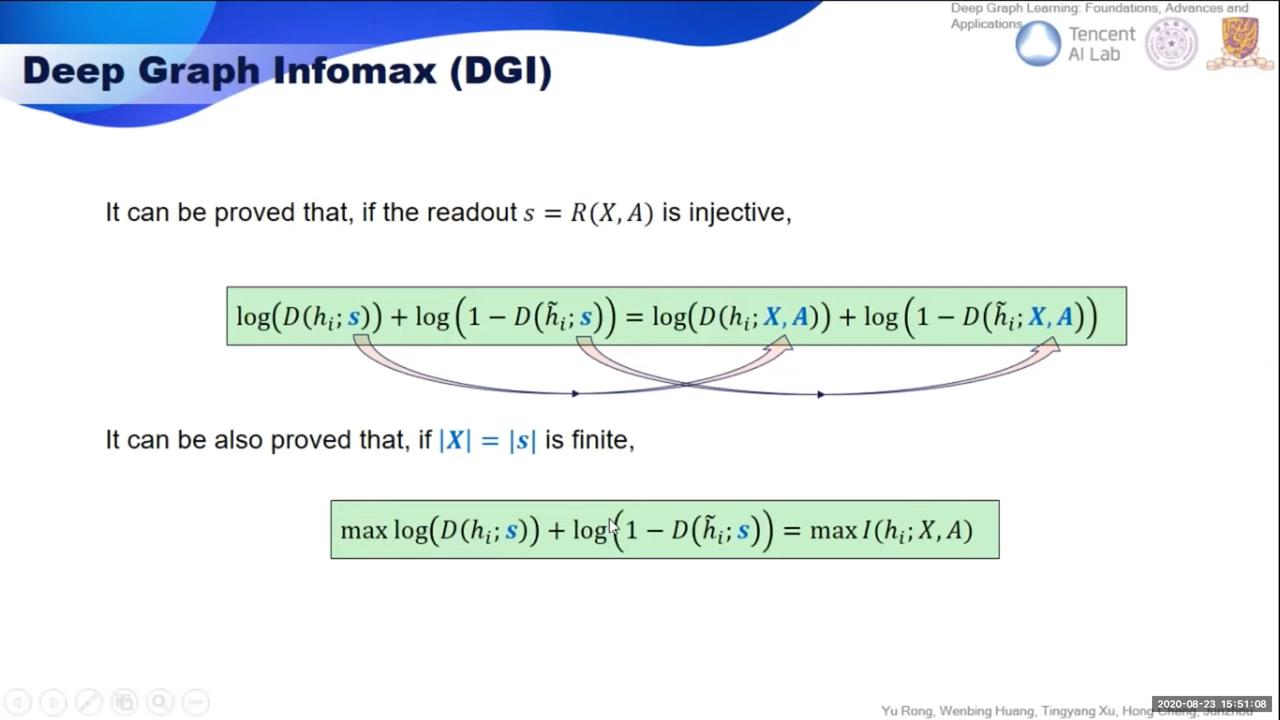 Deep Graph Learning: Foundations, Advances and
Applications
Tencent
AI Lab
Deep Graph Infomax (DGI)
It can be proved that, if the readout s = R(X, A) is injective,
log(D(hᵢ; s)) + log(1 − D(h̃ᵢ; s)) = log(D(hᵢ; X, A)) + log(1 − D(h̃ᵢ; X, A))
It can be also proved that, if |X| = |s| is finite,
max log(D(hᵢ; s)) + log(1 − D(h̃ᵢ; s)) = max I(hᵢ; X, A)
2020-08-23 15:51:08
Yu Rong, Wenbing Huang, Tingyang Xu, Hong